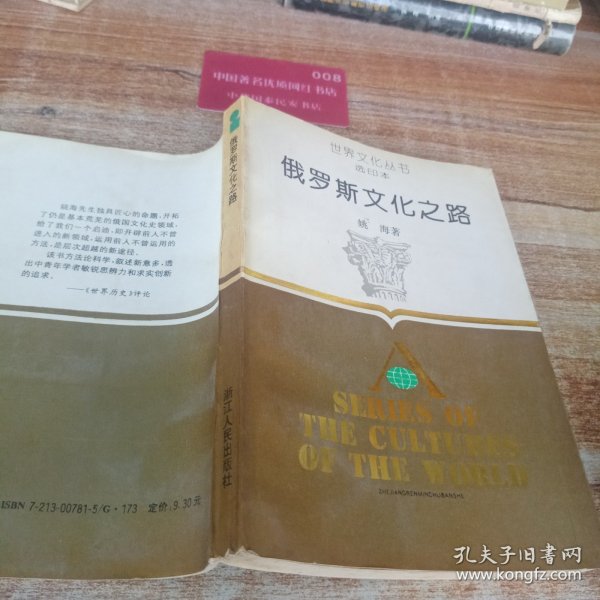 008
中国著名优质网红书店
世界文化丛书
选印本
俄罗斯文化之路
姚 海著
A
SERIES OF
THE CULTURES
OF THE WORLD
ZHEJIANGRENMINCHUBANSHE
俄罗斯文化之路
浙江人民出版社
姚海先生独具匠心的命题,开拓
了仍是基本荒芜的俄国文化史领域,
给了我们一个启迪,即开辟前人不曾
进入的新领域,运用前人不曾运用的
方法,是层次超越的新途径。
该书方法论科学,叙述新意多,透
出中青年学者敏锐思辨力和求实创新
的追求。
——《世界历史》评论
ISBN 7-213-00781-5/G·173 定价:9.30元
孔夫子旧书网
www.kongfz.com